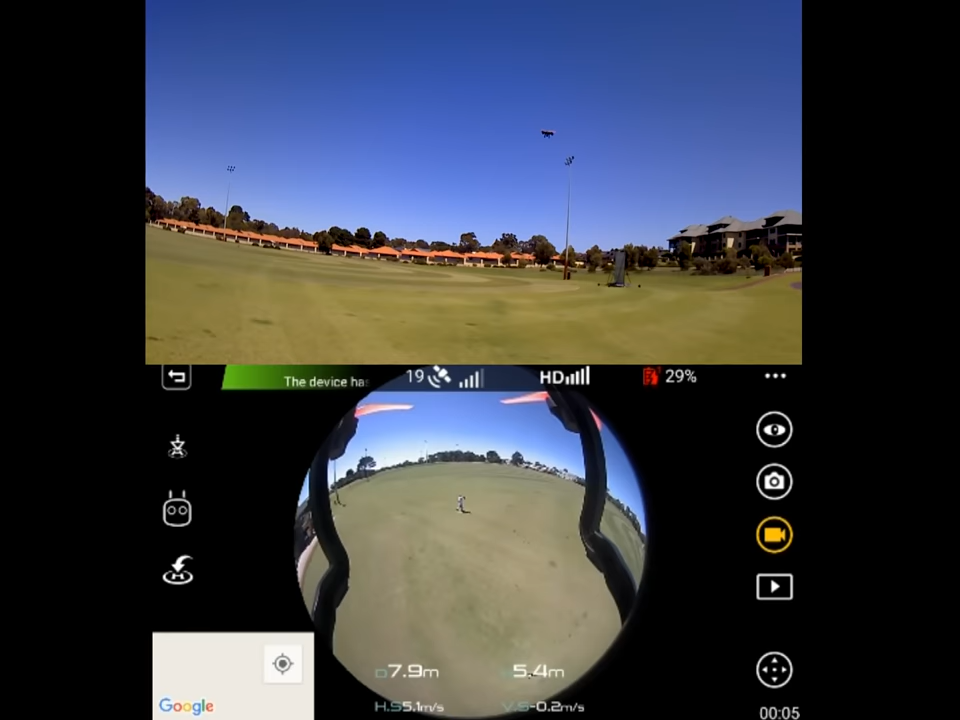 The device has
19
HD
29%
D 7.9m
5.4m
H.S 5.1m/s
V.S -0.2m/s
Google
00:05